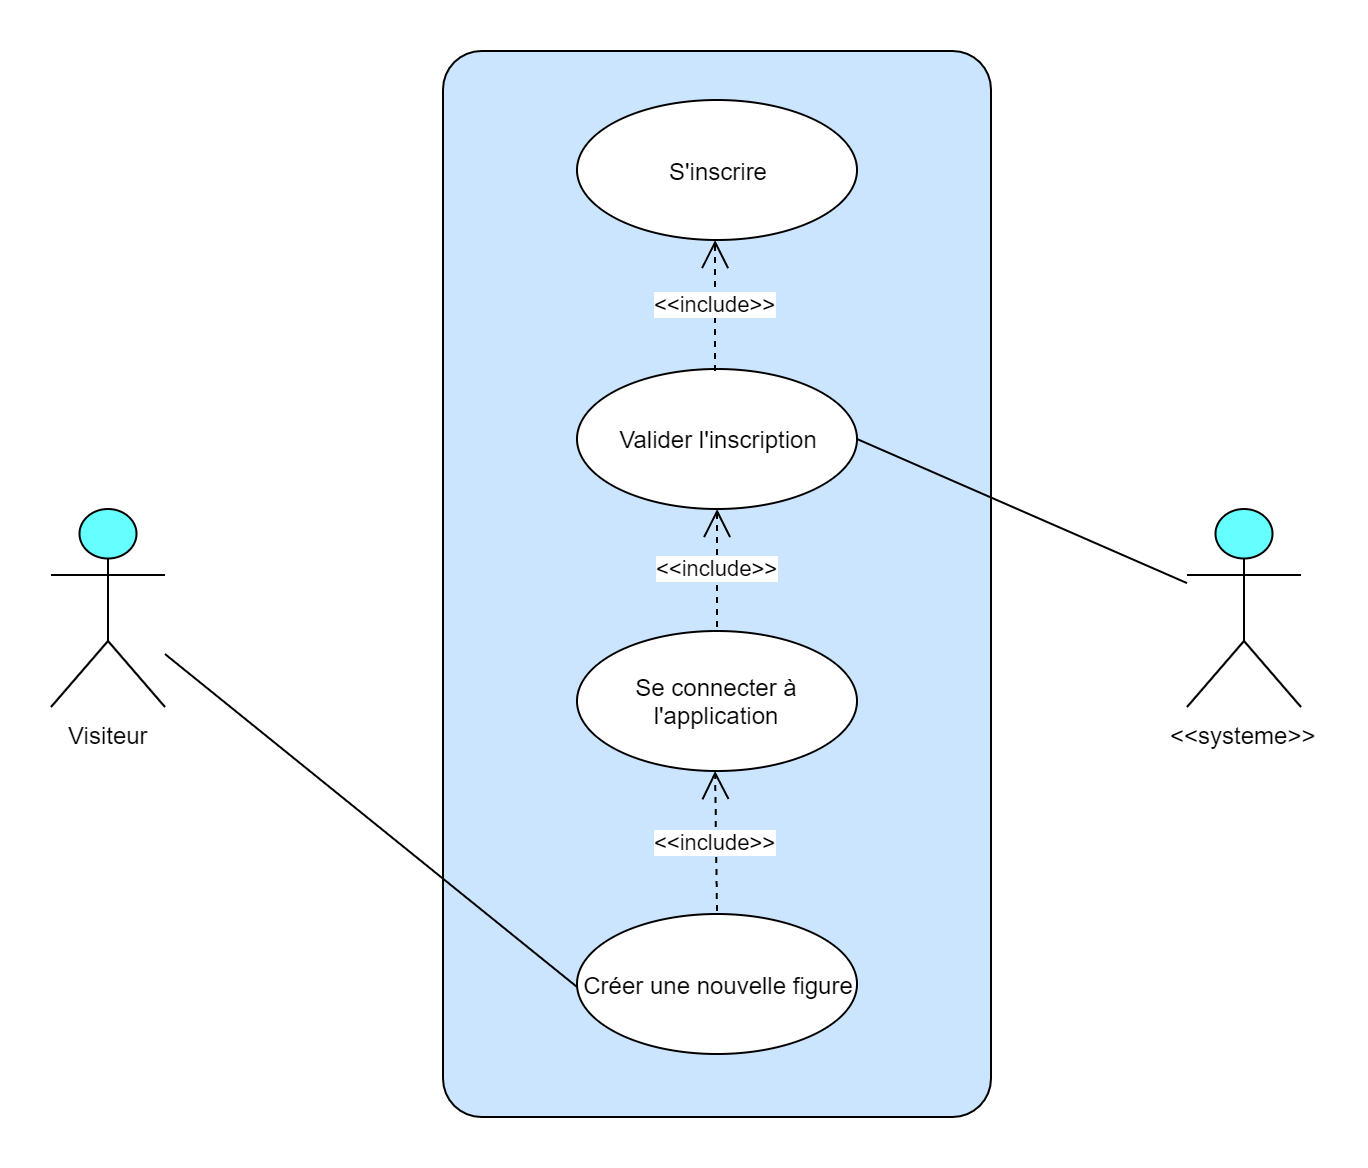 S'inscrire
<<include>>
Valider l'inscription
<<include>>
Se connecter à
l'application
Visiteur
<<systeme>>
<<include>>
Créer une nouvelle figure